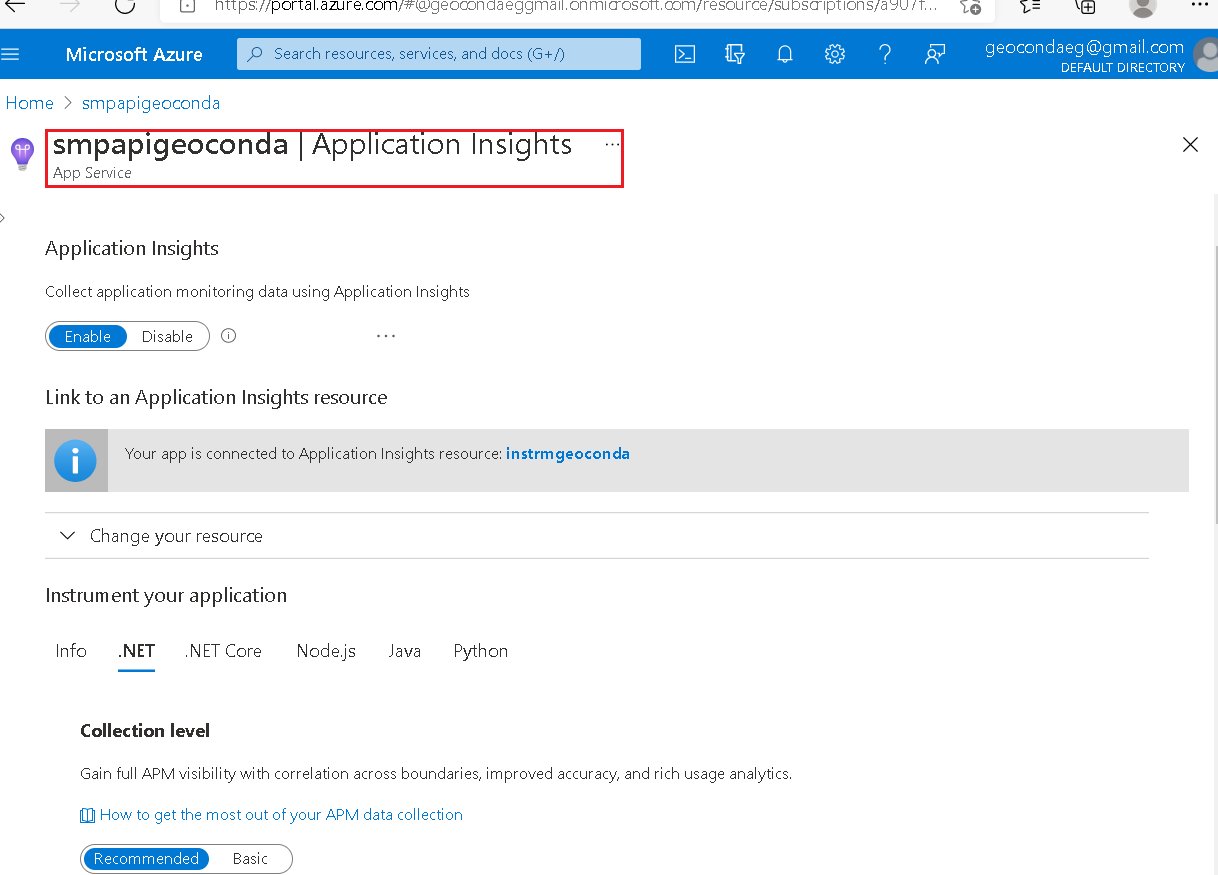 https://portal.azure.com/#@geocondaeggmail.onmicrosoft.com/resource/subscriptions/a907f...
Microsoft Azure
Search resources, services, and docs (G+/)
geocondaeg@gmail.com
DEFAULT DIRECTORY
Home > smpapigeoconda
smpapigeoconda | Application Insights ...
App Service
Application Insights
Collect application monitoring data using Application Insights
Enable Disable ...
Link to an Application Insights resource
Your app is connected to Application Insights resource: instrmgeoconda
Change your resource
Instrument your application
Info .NET .NET Core Node.js Java Python
Collection level
Gain full APM visibility with correlation across boundaries, improved accuracy, and rich usage analytics.
How to get the most out of your APM data collection
Recommended Basic